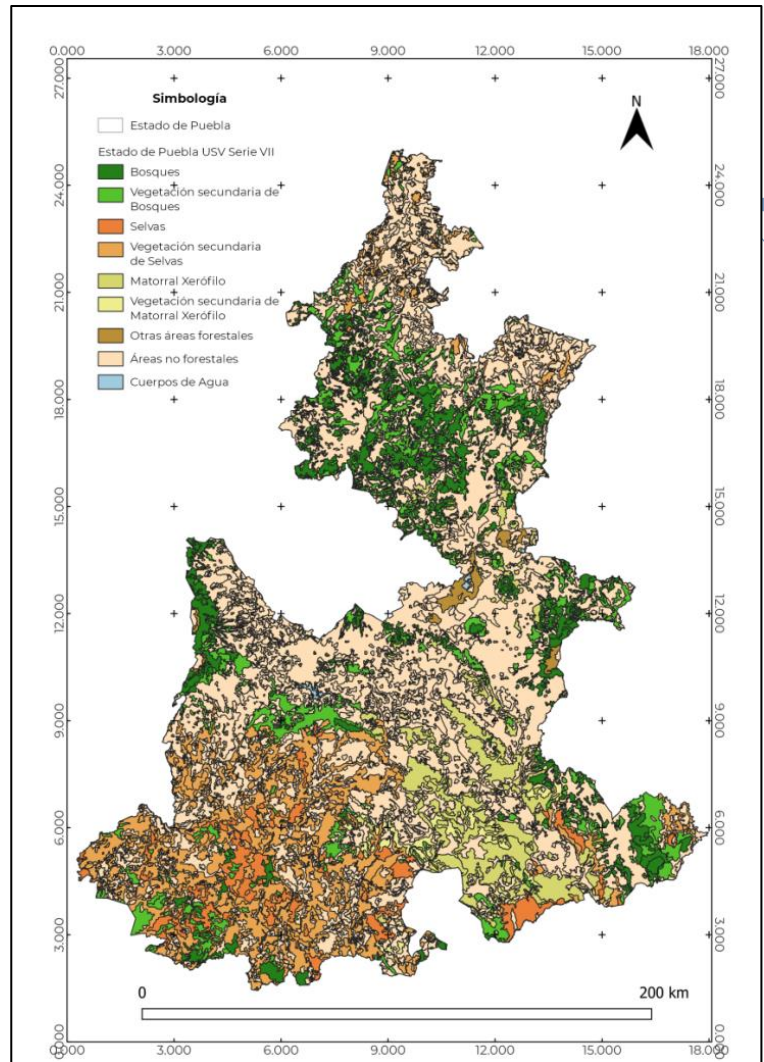 0.000 3.000 6.000 9.000 12.000 15.000 18.000
27.000
24.000
21.000
18.000
15.000
12.000
9.000
6.000
3.000
0.000
Simbología
Estado de Puebla
Estado de Puebla USV Serie VII
Bosques
Vegetación secundaria de
Bosques
Selvas
Vegetación secundaria
de Selvas
Matorral Xerófilo
Vegetación secundaria de
Matorral Xerófilo
Otras áreas forestales
Áreas no forestales
Cuerpos de Agua
N
27.000
24.000
21.000
18.000
15.000
12.000
9.000
6.000
3.000
0.000
0 200 km
0.000 3.000 6.000 9.000 12.000 15.000 18.000